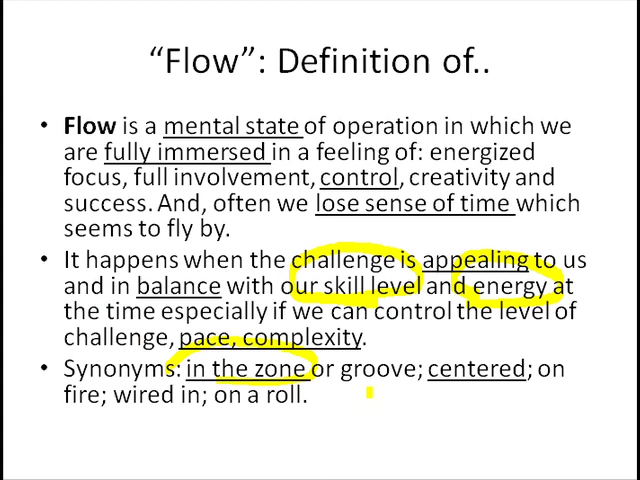 “Flow”: Definition of..
• Flow is a mental state of operation in which we
are fully immersed in a feeling of: energized
focus, full involvement, control, creativity and
success. And, often we lose sense of time which
seems to fly by.
• It happens when the challenge is appealing to us
and in balance with our skill level and energy at
the time especially if we can control the level of
challenge, pace, complexity.
• Synonyms: in the zone or groove; centered; on
fire; wired in; on a roll.